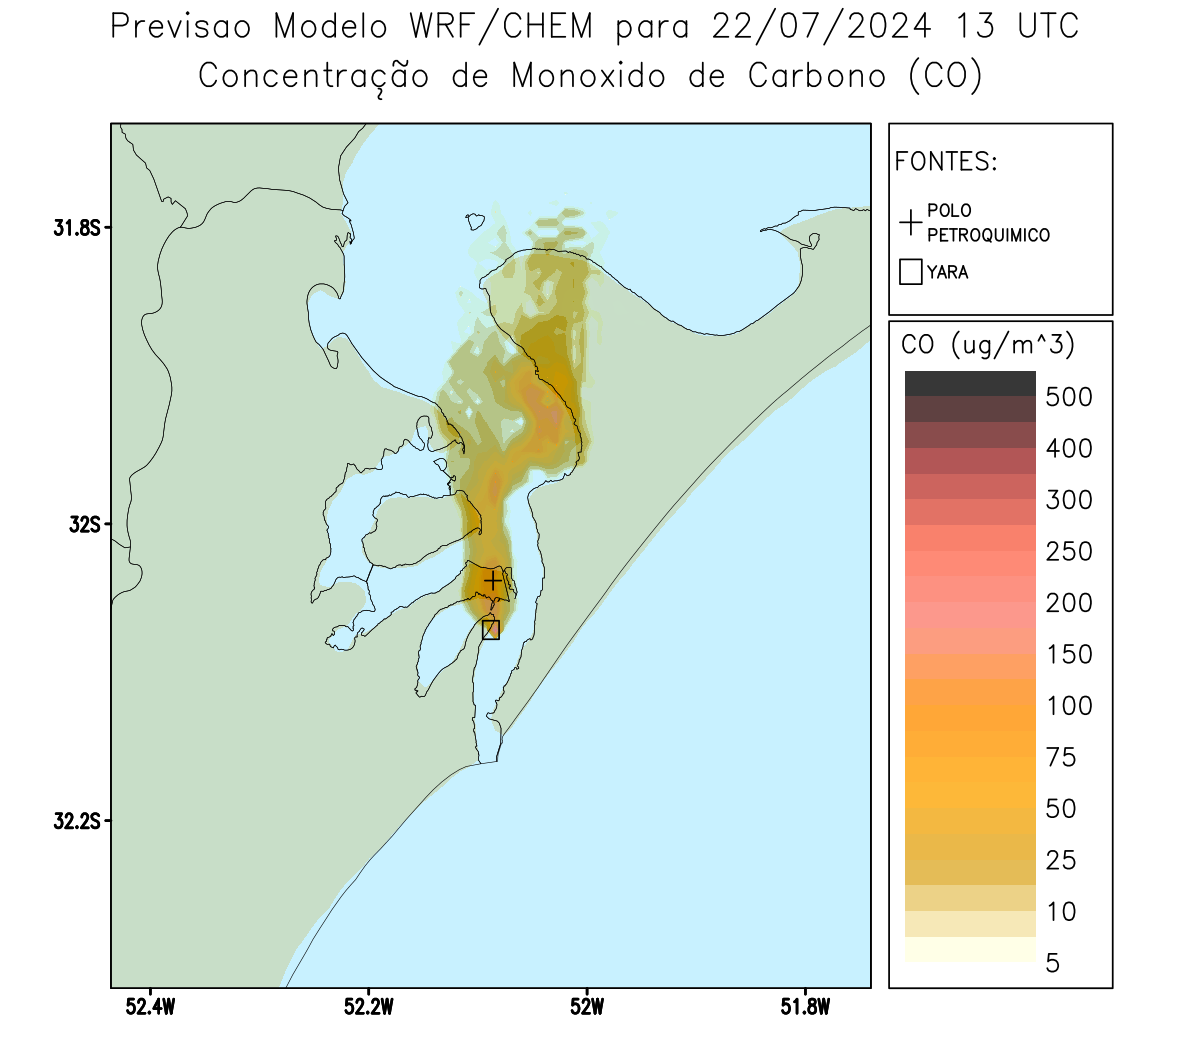 Previsao Modelo WRF/CHEM para 22/07/2024 13 UTC
Concentração de Monoxido de Carbono (CO)
FONTES:
POLO
PETROQUIMICO
YARA
31.8S
32S
32.2S
52.4W
52.2W
52W
51.8W
CO (ug/m^3)
500
400
300
250
200
150
100
75
50
25
10
5